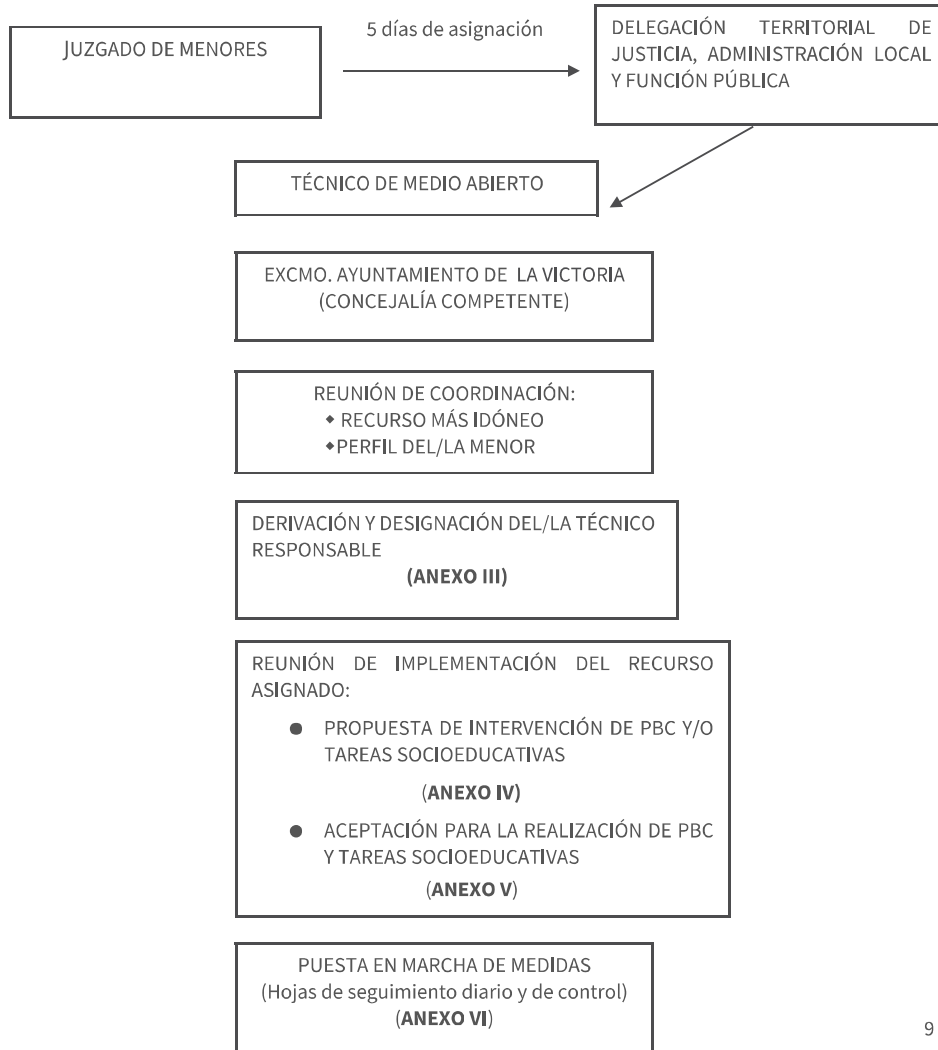 JUZGADO DE MENORES
5 días de asignación
DELEGACIÓN TERRITORIAL DE
JUSTICIA, ADMINISTRACIÓN LOCAL
Y FUNCIÓN PÚBLICA
TÉCNICO DE MEDIO ABIERTO
EXCMO. AYUNTAMIENTO DE LA VICTORIA
(CONCEJALÍA COMPETENTE)
REUNIÓN DE COORDINACIÓN:
◆ RECURSO MÁS IDÓNEO
◆PERFIL DEL/LA MENOR
DERIVACIÓN Y DESIGNACIÓN DEL/LA TÉCNICO
RESPONSABLE
(ANEXO III)
REUNIÓN DE IMPLEMENTACIÓN DEL RECURSO
ASIGNADO:
● PROPUESTA DE INTERVENCIÓN DE PBC Y/O
TAREAS SOCIOEDUCATIVAS
(ANEXO IV)
● ACEPTACIÓN PARA LA REALIZACIÓN DE PBC
Y TAREAS SOCIOEDUCATIVAS
(ANEXO V)
PUESTA EN MARCHA DE MEDIDAS
(Hojas de seguimiento diario y de control)
(ANEXO VI)
9